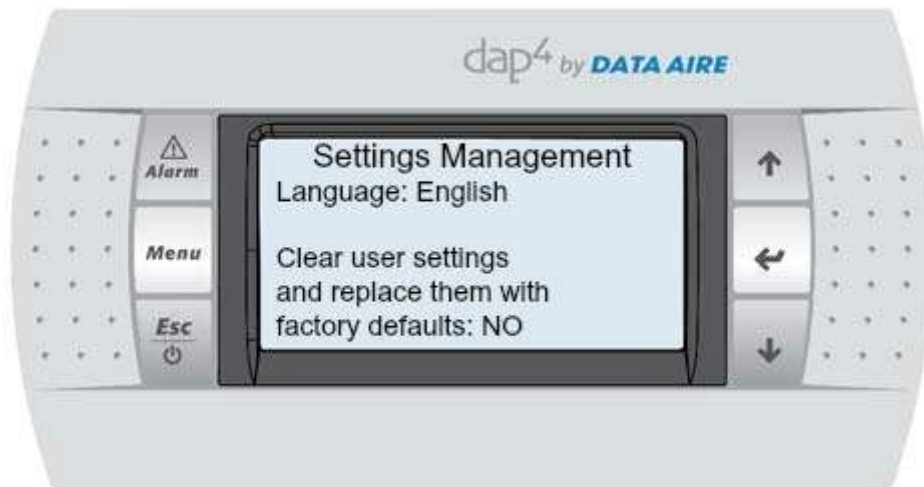 dap4 by DATA AIRE
Alarm
Menu
Esc
Settings Management
Language: English
Clear user settings
and replace them with
factory defaults: NO